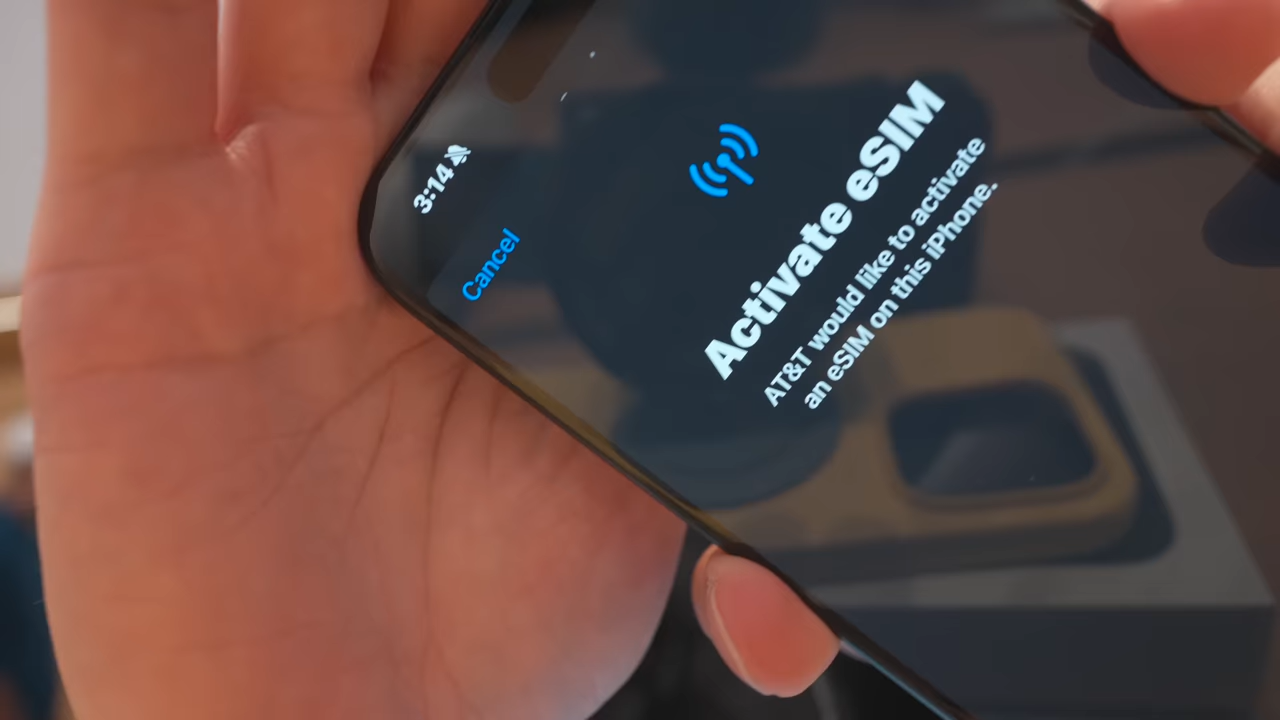 3:14
Cancel
Activate eSIM
AT&T would like to activate
an eSIM on this iPhone.